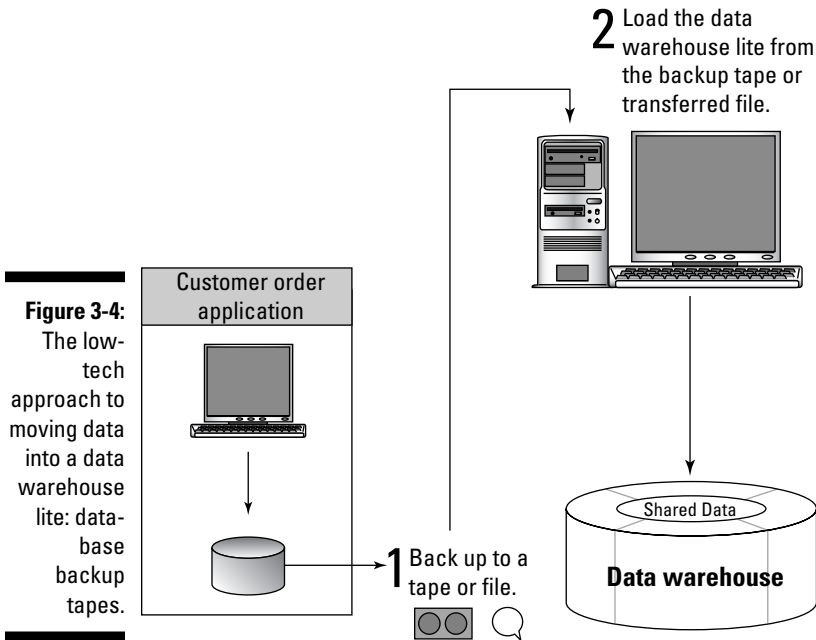 2 Load the data
warehouse lite from
the backup tape or
transferred file.
Customer order
application
Figure 3-4:
The low-
tech
approach to
moving data
into a data
warehouse
lite: data-
base
backup
tapes.
1 Back up to a
tape or file.
Shared Data
Data warehouse